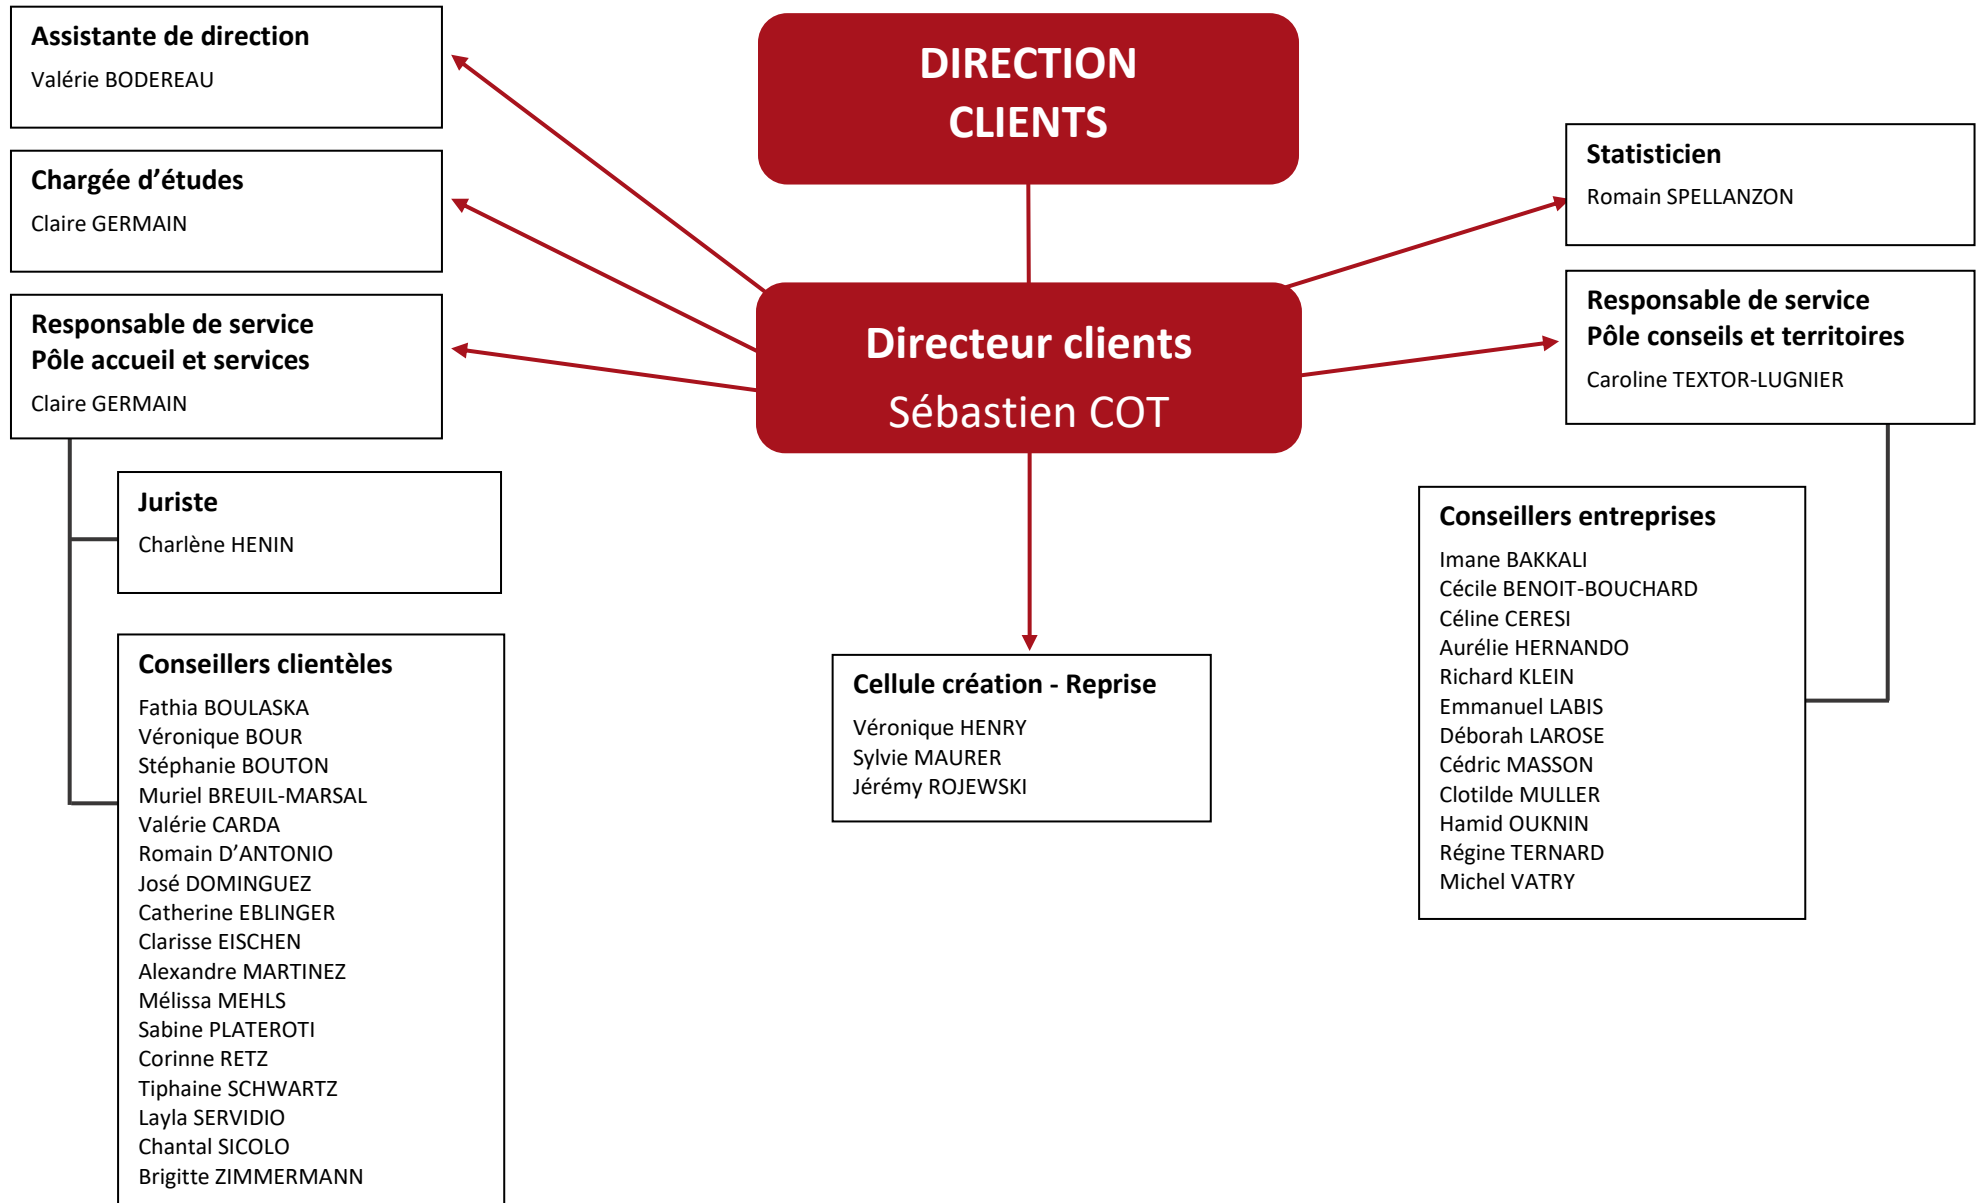 Assistante de direction
Valérie BODEREAU
Chargée d’études
Claire GERMAIN
Responsable de service
Pôle accueil et services
Claire GERMAIN
Juriste
Charlène HENIN
Conseillers clientèles
Fathia BOULASKA
Véronique BOUR
Stéphanie BOUTON
Muriel BREUIL-MARSAL
Valérie CARDA
Romain D’ANTONIO
José DOMINGUEZ
Catherine EBLINGER
Clarisse EISCHEN
Alexandre MARTINEZ
Mélissa MEHLS
Sabine PLATEROTI
Corinne RETZ
Tiphaine SCHWARTZ
Layla SERVIDIO
Chantal SICOLO
Brigitte ZIMMERMANN
DIRECTION
CLIENTS
Directeur clients
Sébastien COT
Cellule création - Reprise
Véronique HENRY
Sylvie MAURER
Jérémy ROJEWSKI
Statisticien
Romain SPELLANZON
Responsable de service
Pôle conseils et territoires
Caroline TEXTOR-LUGNIER
Conseillers entreprises
Imane BAKKALI
Cécile BENOIT-BOUCHARD
Céline CERESI
Aurélie HERNANDO
Richard KLEIN
Emmanuel LABIS
Déborah LAROSE
Cédric MASSON
Clotilde MULLER
Hamid OUKNIN
Régine TERNARD
Michel VATRY